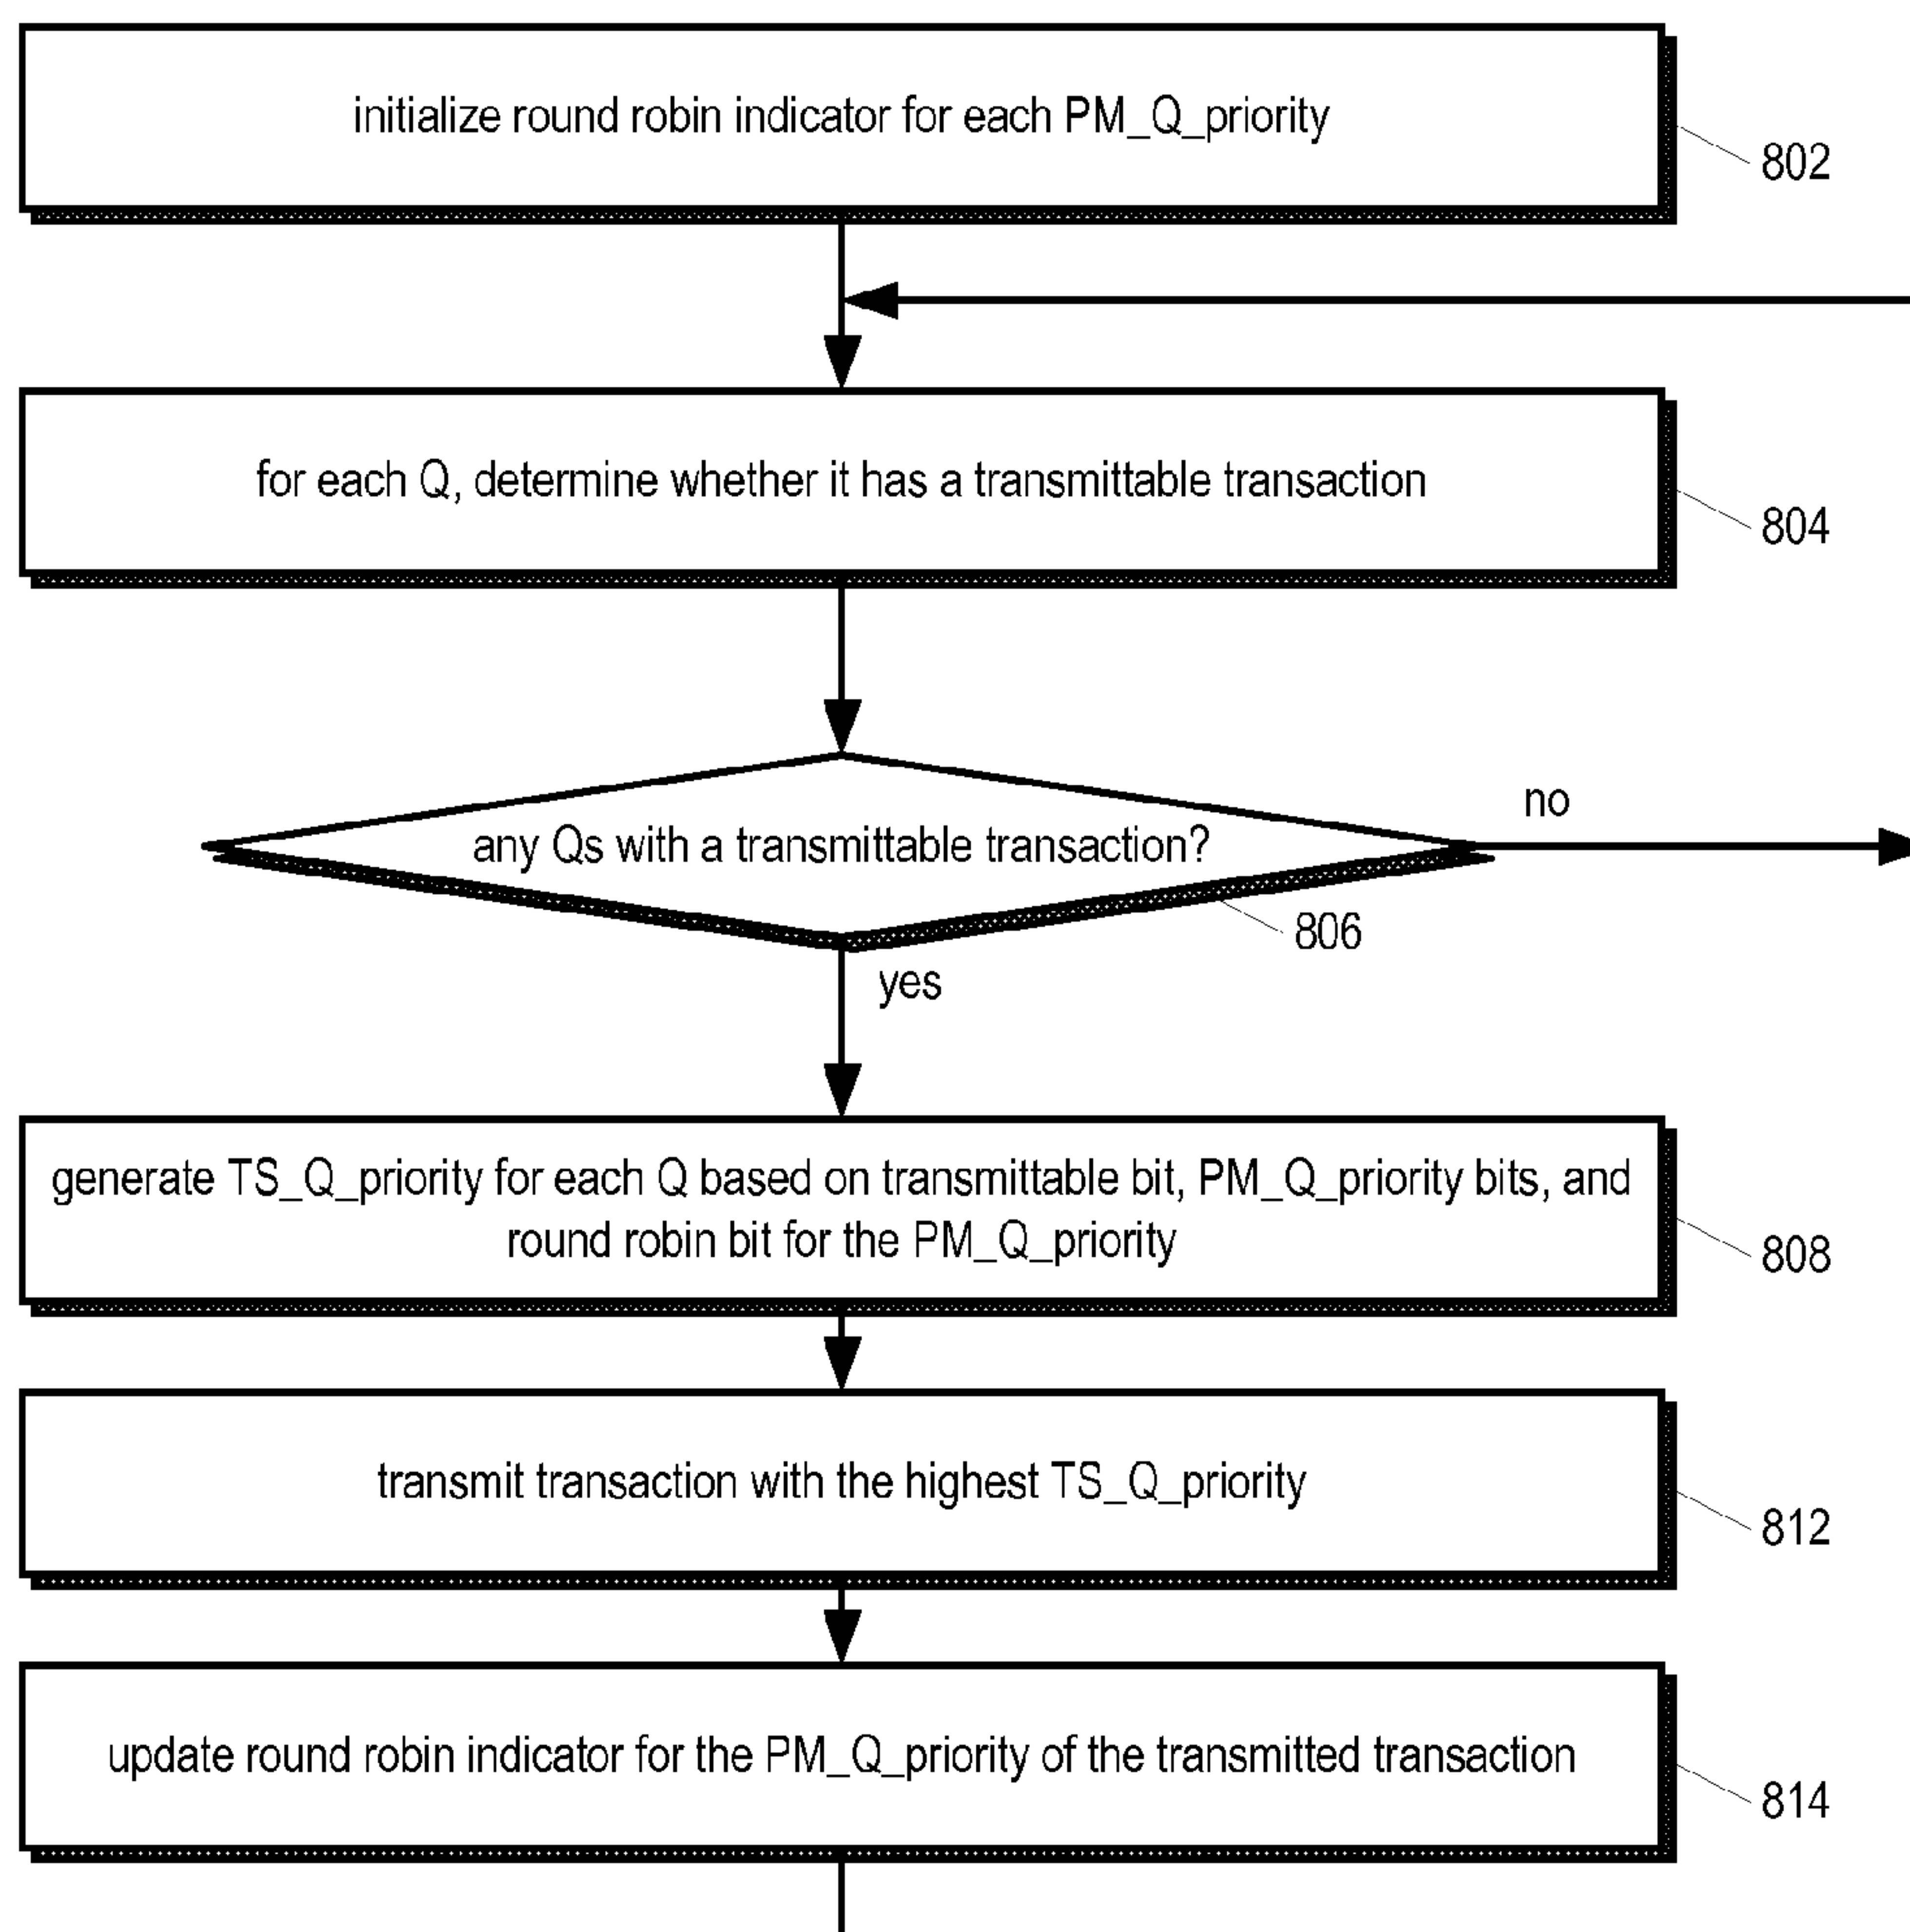 initialize round robin indicator for each PM_Q_priority
802
for each Q, determine whether it has a transmittable transaction
804
no
any Qs with a transmittable transaction?
806
yes
generate TS_Q_priority for each Q based on transmittable bit, PM_Q_priority bits, and
round robin bit for the PM_Q_priority
808
transmit transaction with the highest TS_Q_priority
812
update round robin indicator for the PM_Q_priority of the transmitted transaction
814